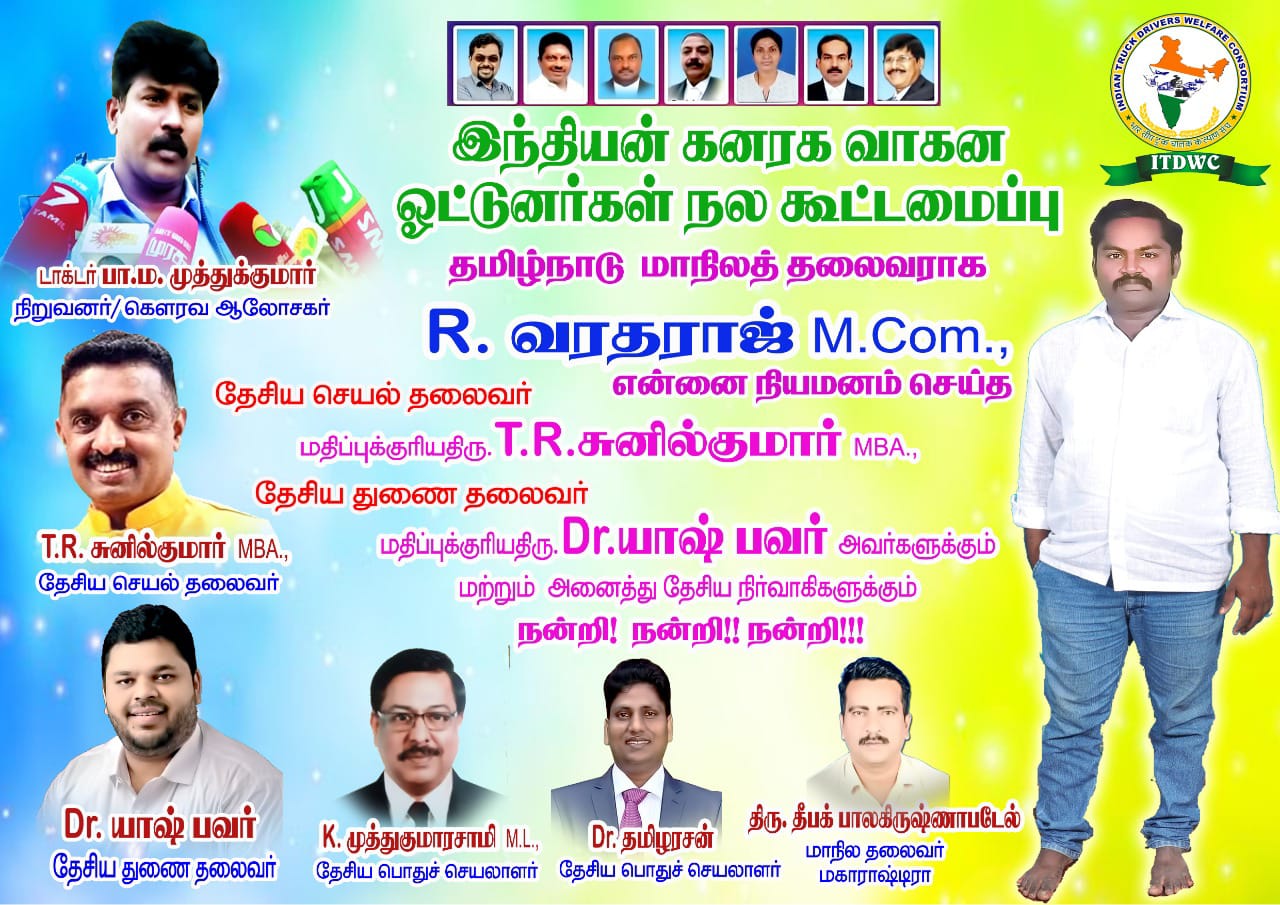 INDIAN TRUCK DRIVERS WELFARE CONSORTIUM
ITDWC
இந்தியன் கனரக வாகன
ஓட்டுனர்கள் நல கூட்டமைப்பு
தமிழ்நாடு மாநிலத் தலைவராக
R. வரதராஜ் M.Com.,
என்னை நியமனம் செய்த
தேசிய செயல் தலைவர்
மதிப்புக்குரியதிரு. T.R.சுனில்குமார் MBA.,
தேசிய துணை தலைவர்
மதிப்புக்குரியதிரு. Dr.யாஷ் பவர் அவர்களுக்கும்
மற்றும் அனைத்து தேசிய நிர்வாகிகளுக்கும்
நன்றி! நன்றி!! நன்றி!!!
7
TAMIL
J
டாக்டர் பா.ம. முத்துக்குமார்
நிறுவனர்/ கௌரவ ஆலோசகர்
T.R. சுனில்குமார் MBA.,
தேசிய செயல் தலைவர்
Dr. யாஷ் பவர்
தேசிய துணை தலைவர்
K. முத்துகுமாரசாமி M.L.,
தேசிய பொதுச் செயலாளர்
Dr. தமிழரசன்
தேசிய பொதுச் செயலாளர்
திரு. தீபக் பாலகிருஷ்ணாபடேல்
மாநில தலைவர்
மகாராஷ்டிரா